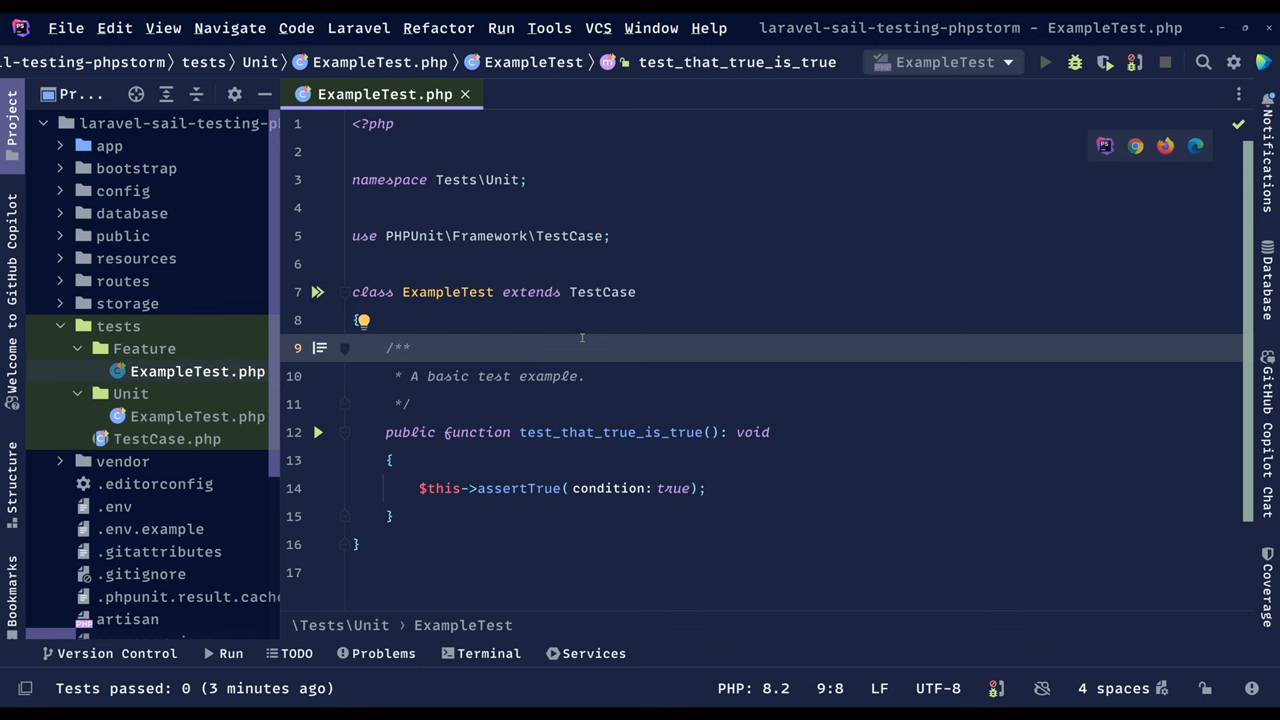 File Edit View Navigate Code Laravel Refactor Run Tools VCS Window Help laravel-sail-testing-phpstorm - ExampleTest.php
l-testing-phpstorm tests Unit ExampleTest.php ExampleTest test_that_true_is_true ExampleTest
Project
Welcome to GitHub Copilot
Structure
Bookmarks
Pr...
laravel-sail-testing-p
app
bootstrap
config
database
public
resources
routes
storage
tests
Feature
ExampleTest.php
Unit
ExampleTest.php
TestCase.php
vendor
.editorconfig
.env
.env.example
.gitattributes
.gitignore
.phpunit.result.cache
artisan
ExampleTest.php
1 <?php
2
3 namespace Tests\Unit;
4
5 use PHPUnit\Framework\TestCase;
6
7 class ExampleTest extends TestCase
8 {
9 /**
10 * A basic test example.
11 */
12 public function test_that_true_is_true(): void
13 {
14 $this->assertTrue( condition: true);
15 }
16 }
17
\Tests\Unit › ExampleTest
Notifications
Database
GitHub Copilot Chat
Coverage
Version Control Run TODO Problems Terminal Services
Tests passed: 0 (3 minutes ago) PHP: 8.2 9:8 LF UTF-8 4 spaces